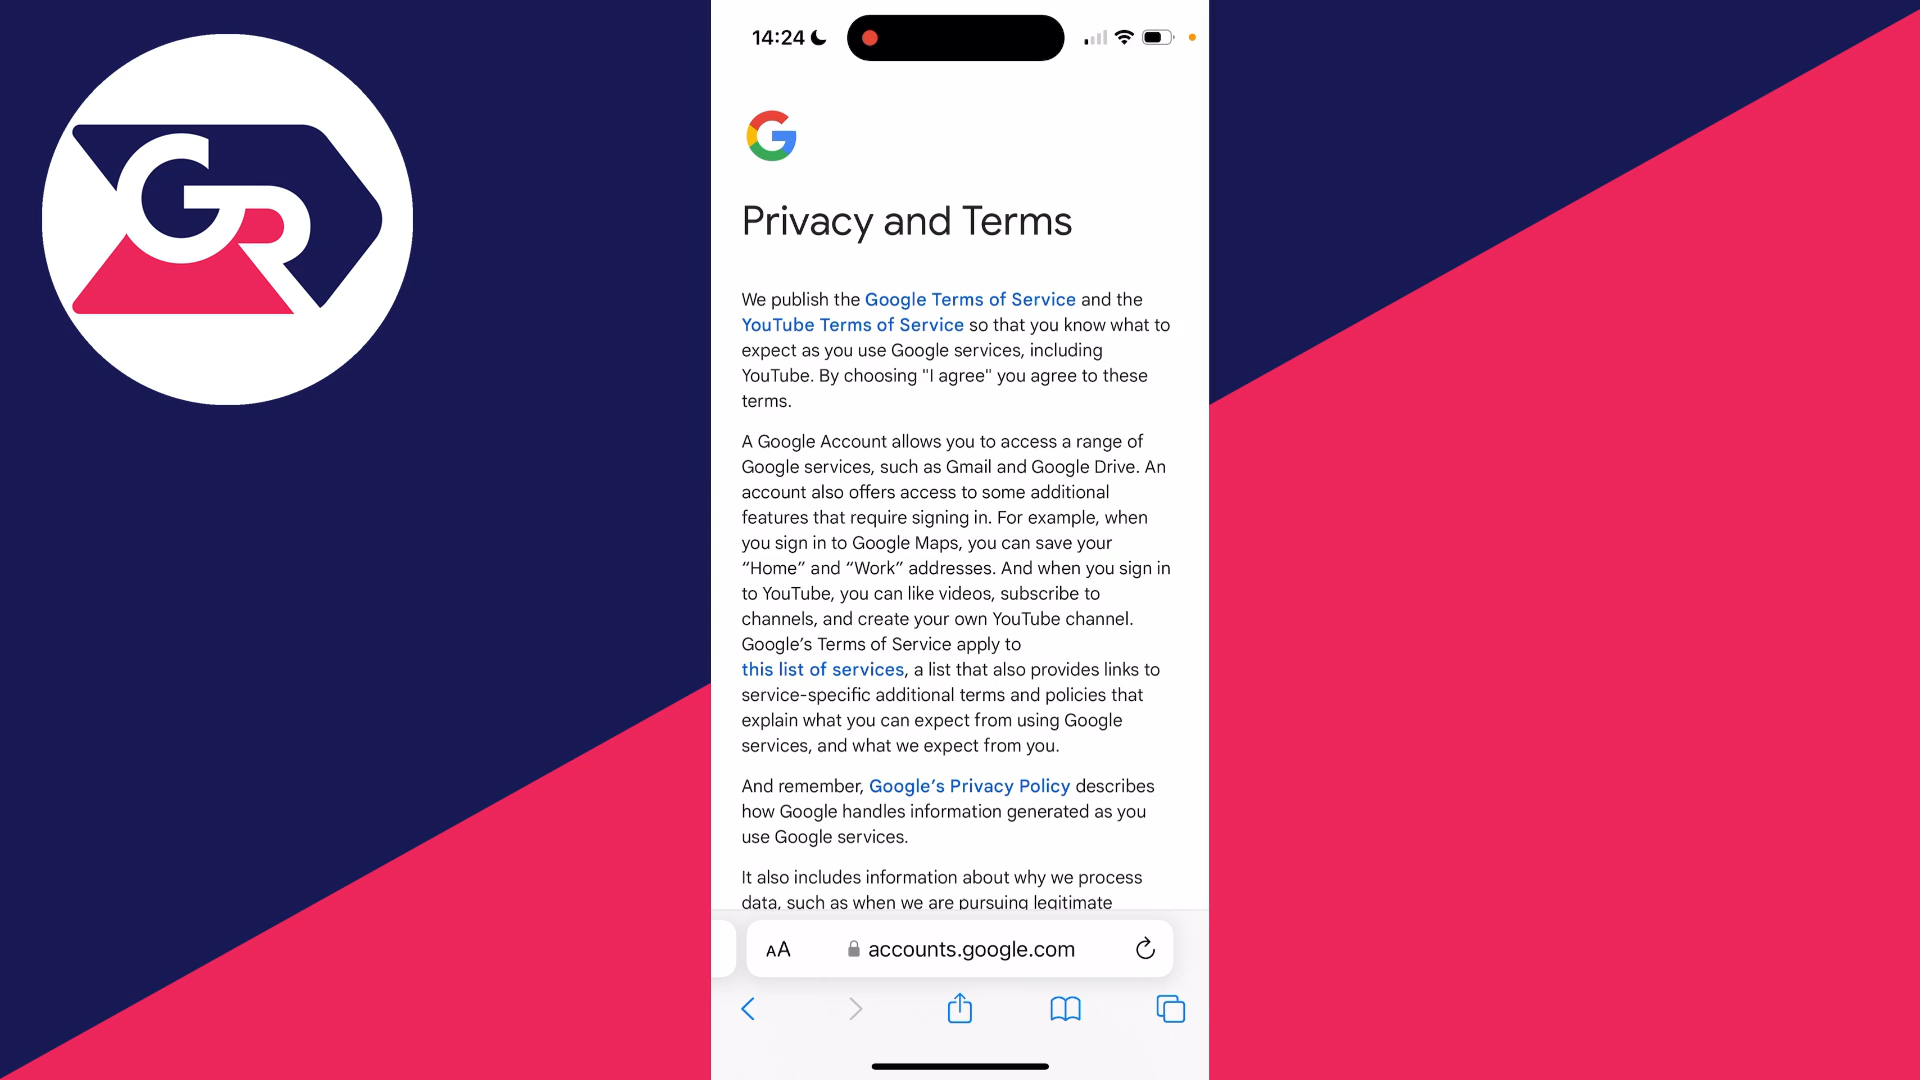 GR
14:24
Privacy and Terms
We publish the Google Terms of Service and the
YouTube Terms of Service so that you know what to
expect as you use Google services, including
YouTube. By choosing "I agree" you agree to these
terms.
A Google Account allows you to access a range of
Google services, such as Gmail and Google Drive. An
account also offers access to some additional
features that require signing in. For example, when
you sign in to Google Maps, you can save your
“Home” and “Work” addresses. And when you sign in
to YouTube, you can like videos, subscribe to
channels, and create your own YouTube channel.
Google’s Terms of Service apply to
this list of services, a list that also provides links to
service-specific additional terms and policies that
explain what you can expect from using Google
services, and what we expect from you.
And remember, Google’s Privacy Policy describes
how Google handles information generated as you
use Google services.
It also includes information about why we process
data, such as when we are pursuing legitimate
AA accounts.google.com